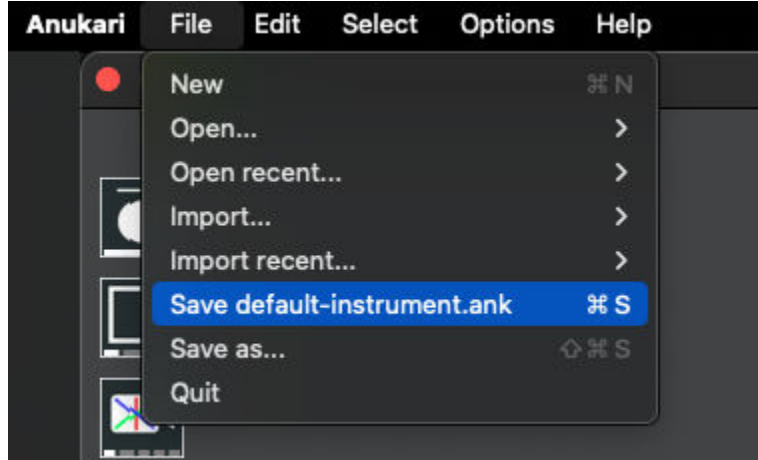 Anukari File Edit Select Options Help
New ⌘ N
Open... >
Open recent... >
Import... >
Import recent... >
Save default-instrument.ank ⌘ S
Save as... ⇧ ⌘ S
Quit